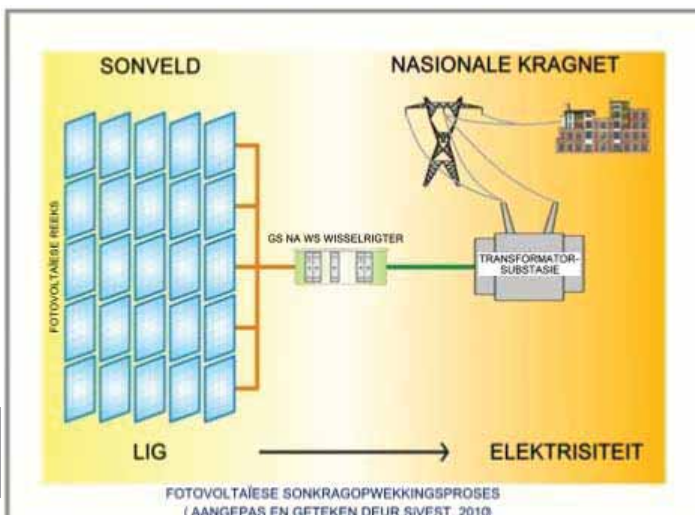 SONVELD
NASIONALE KRAGNET
FOTOVOLTAÏESE REEKS
GS NA WS WISSELRIGTER
TRANSFORMATOR-
SUBSTASIE
LIG
ELEKTRISITEIT
FOTOVOLTAÏESE SONKRAGOPWEKKINGSPROSES
( AANGEPAS EN GETEKEN DEUR SiVEST, 2010)